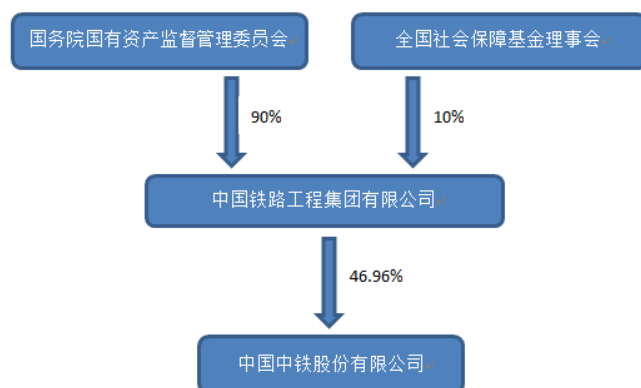 国务院国有资产监督管理委员会
全国社会保障基金理事会
90%
10%
中国铁路工程集团有限公司
46.96%
中国中铁股份有限公司